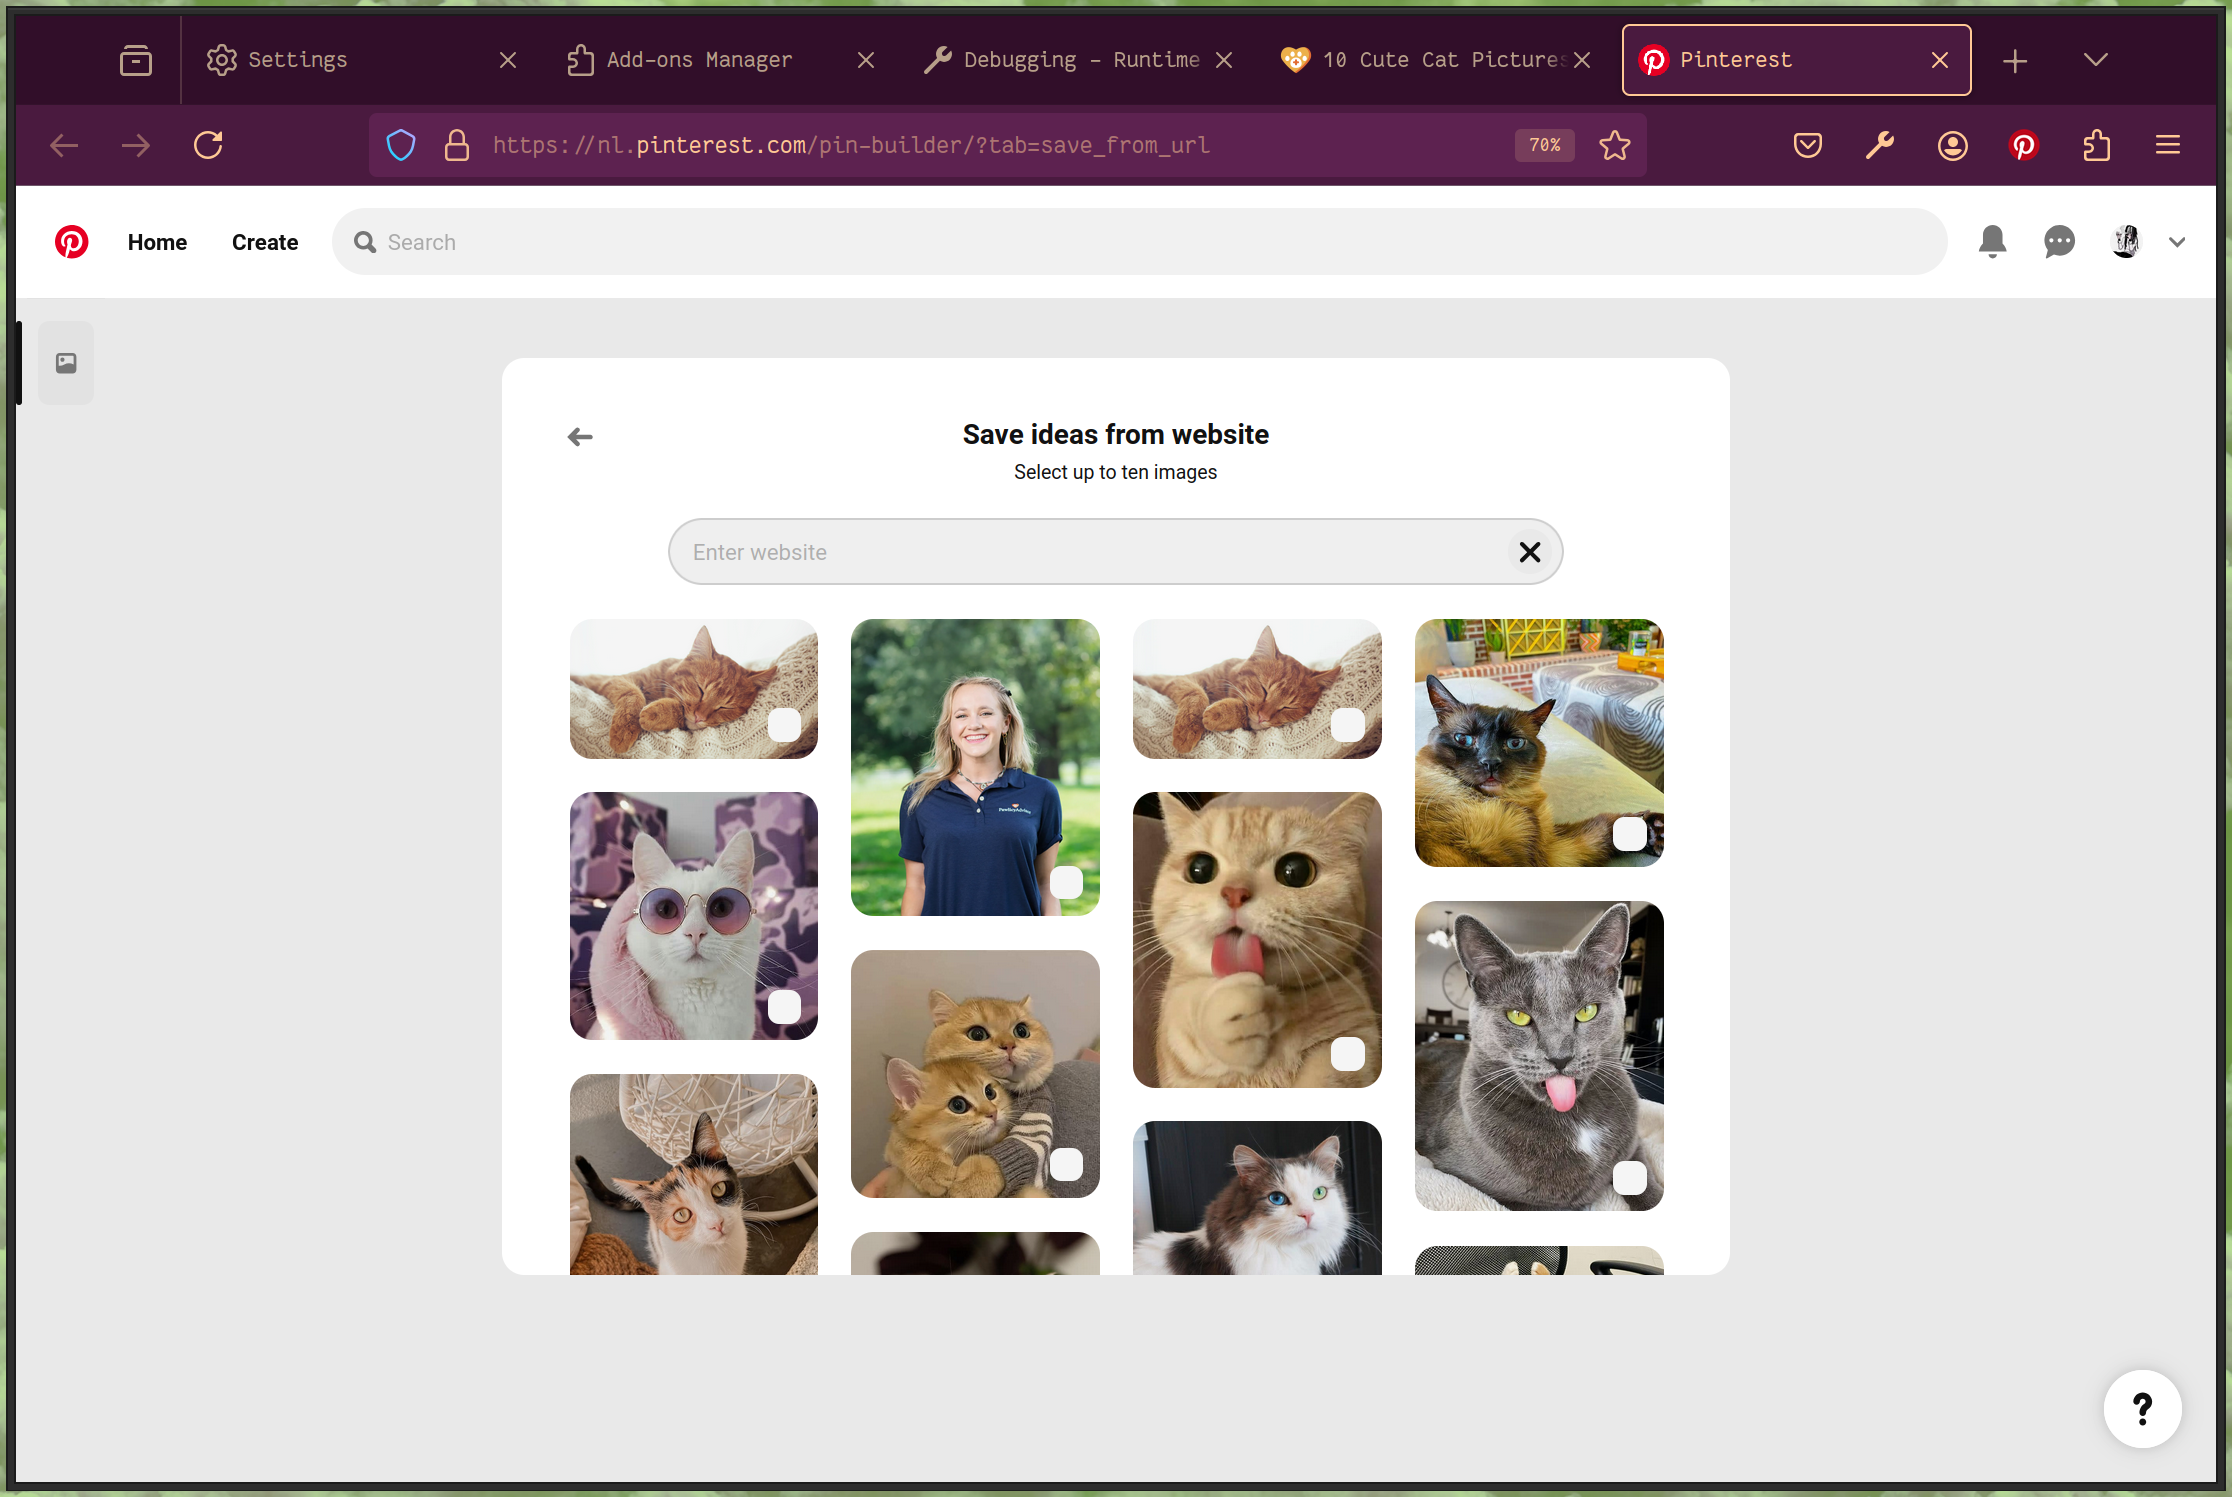 Settings
Add-ons Manager
Debugging - Runtime
10 Cute Cat Pictures
Pinterest
https://nl.pinterest.com/pin-builder/?tab=save_from_url
70%
Home
Create
Search
Save ideas from website
Select up to ten images
Enter website
?